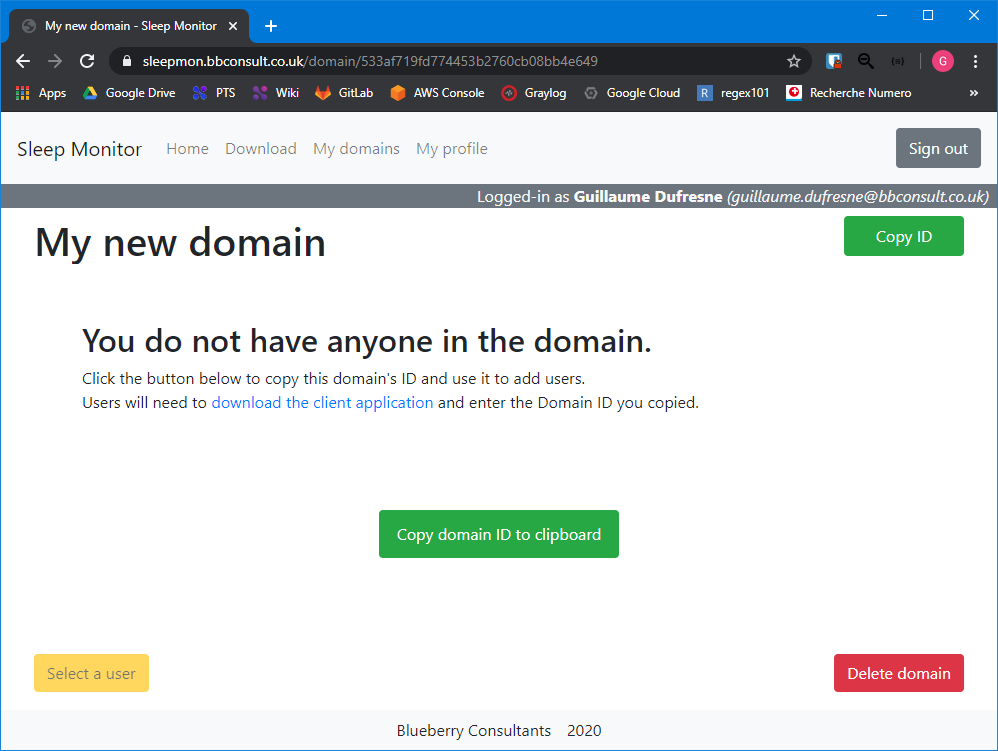 My new domain - Sleep Monitor
sleepmon.bbconsult.co.uk/domain/533af719fd774453b2760cb08bb4e649
G
Apps Google Drive PTS Wiki GitLab AWS Console Graylog Google Cloud R regex101 Recherche Numero »
Sleep Monitor Home Download My domains My profile Sign out
Logged-in as Guillaume Dufresne (guillaume.dufresne@bbconsult.co.uk)
My new domain Copy ID
You do not have anyone in the domain.
Click the button below to copy this domain's ID and use it to add users.
Users will need to download the client application and enter the Domain ID you copied.
Copy domain ID to clipboard
Select a user Delete domain
Blueberry Consultants 2020